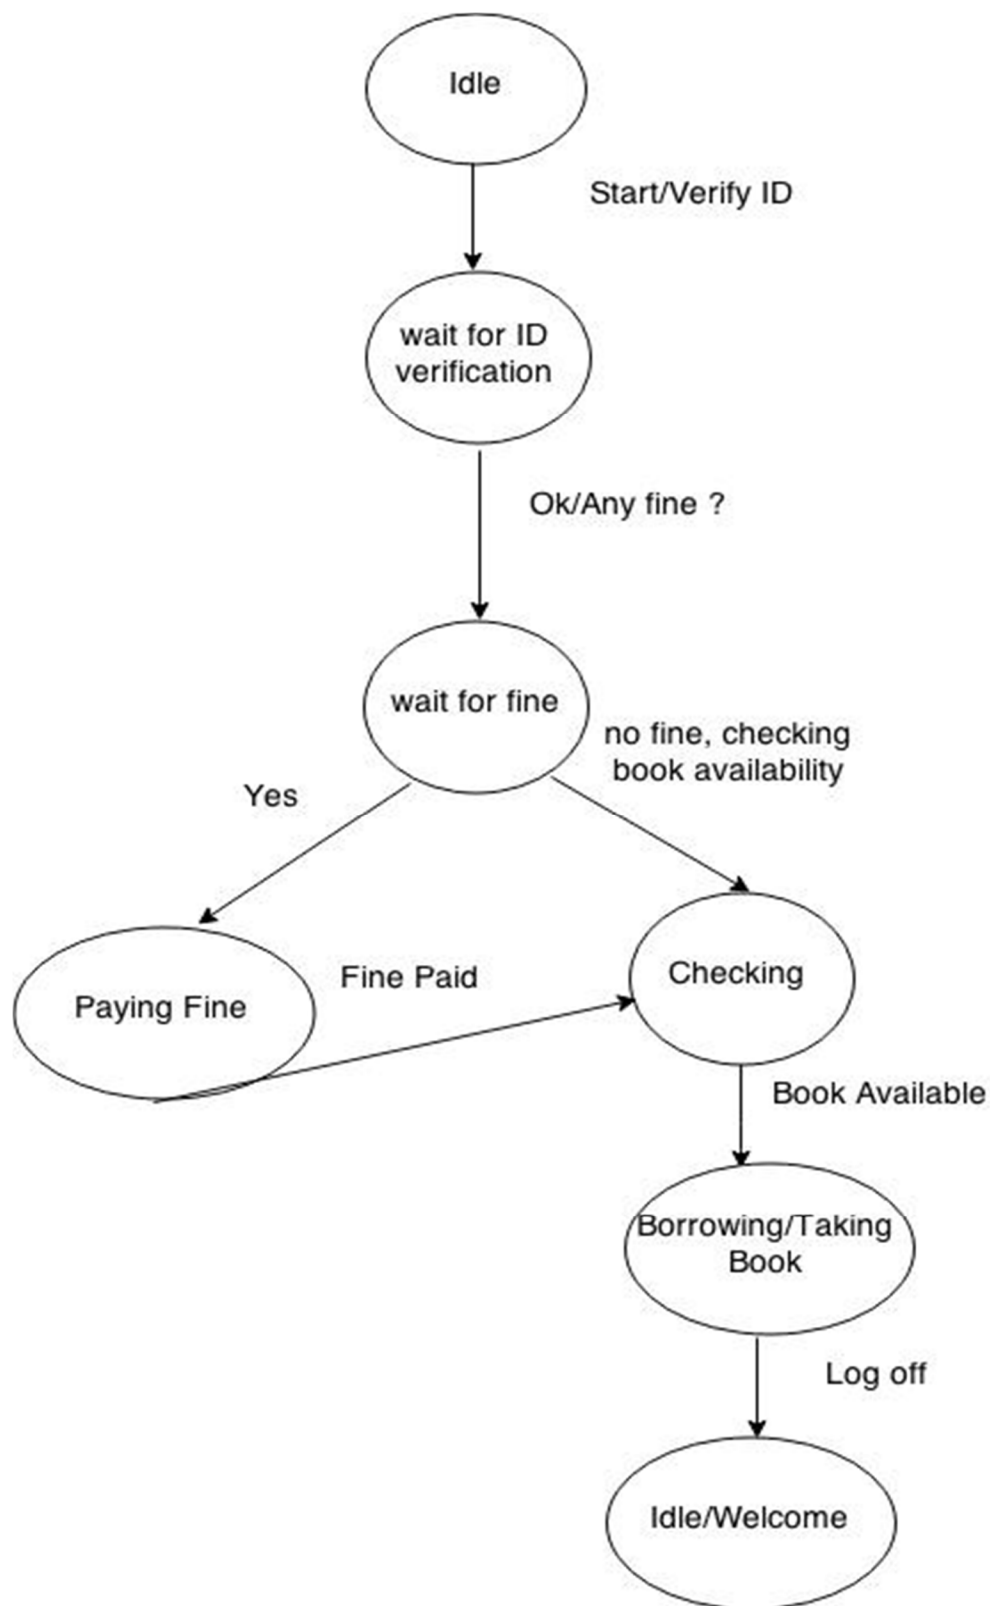 Idle
Start/Verify ID
wait for ID
verification
Ok/Any fine ?
wait for fine
no fine, checking
book availability
Yes
Paying Fine
Fine Paid
Checking
Book Available
Borrowing/Taking
Book
Log off
Idle/Welcome